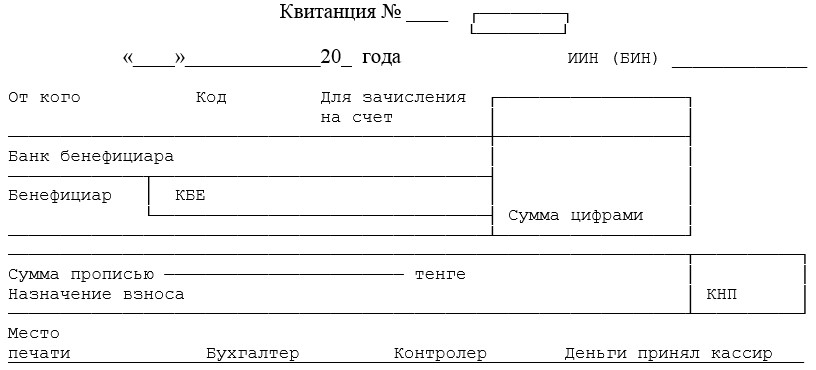 Квитанция № ____
«____»_____________20_ года ИИН (БИН) _____________
От кого Код Для зачисления
на счет
Банк бенефициара
Бенефициар КБЕ
Сумма цифрами
Сумма прописью ─────────────────────── тенге
Назначение взноса КНП
Место
печати Бухгалтер Контролер Деньги принял кассир